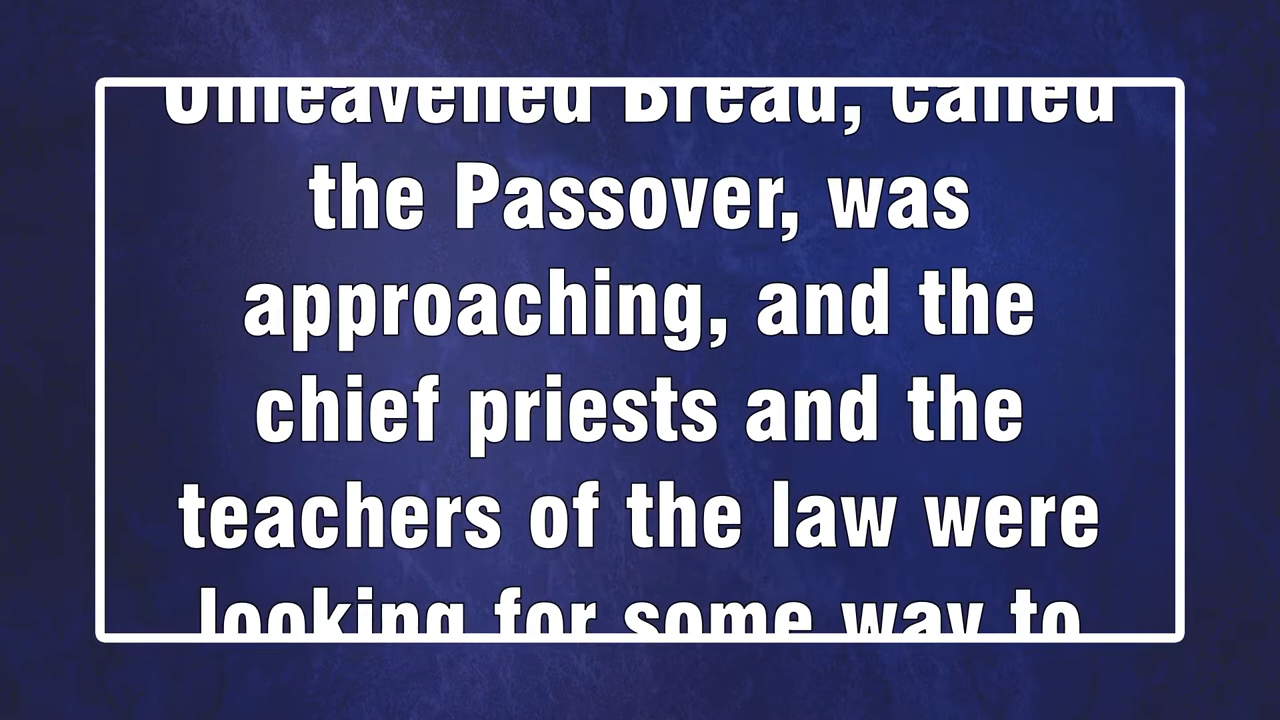 Unleavened Bread, called
the Passover, was
approaching, and the
chief priests and the
teachers of the law were
looking for some way to